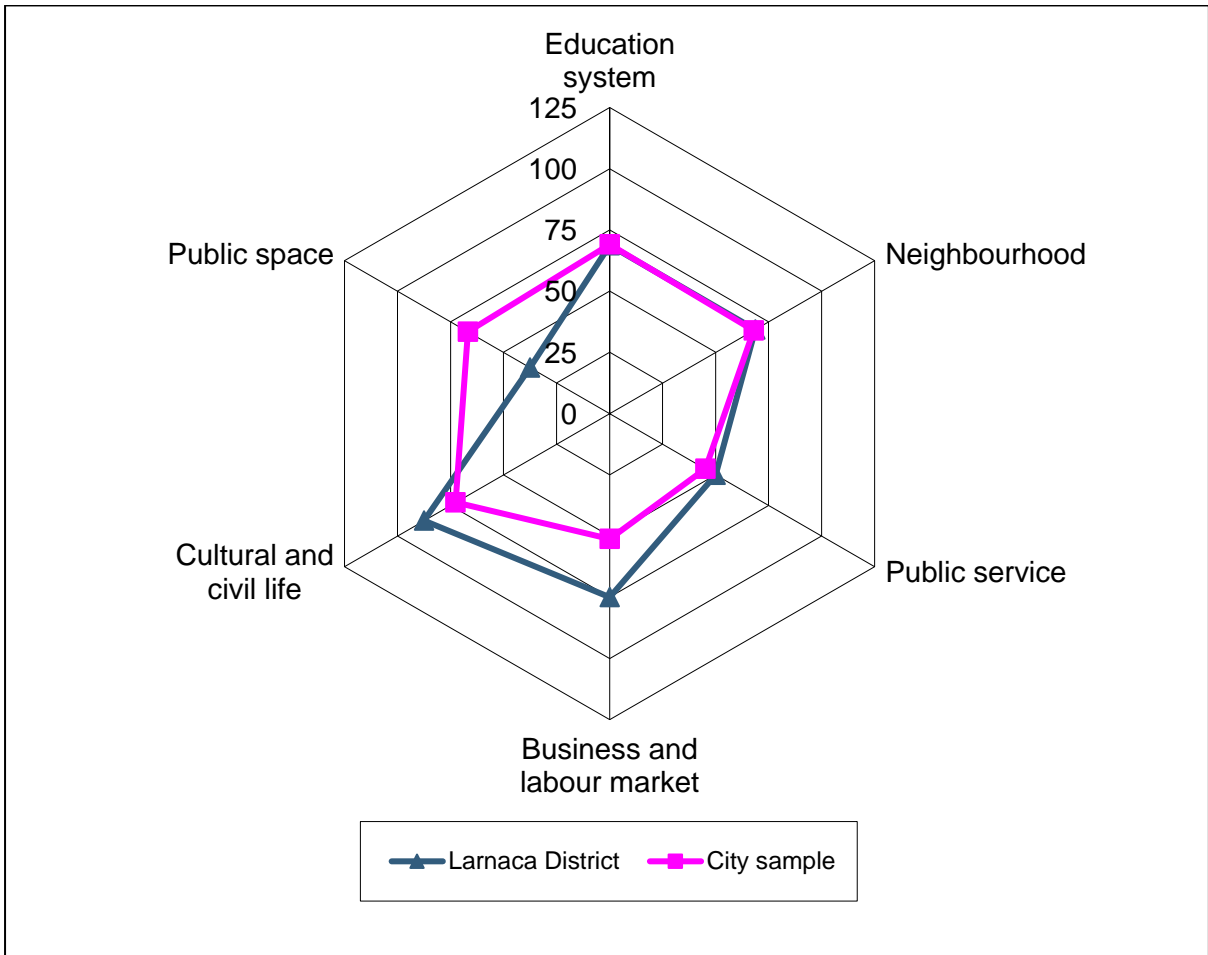 Education
system
125
100
75
50
25
0
Public space
Neighbourhood
Cultural and
civil life
Public service
Business and
labour market
Larnaca District
City sample